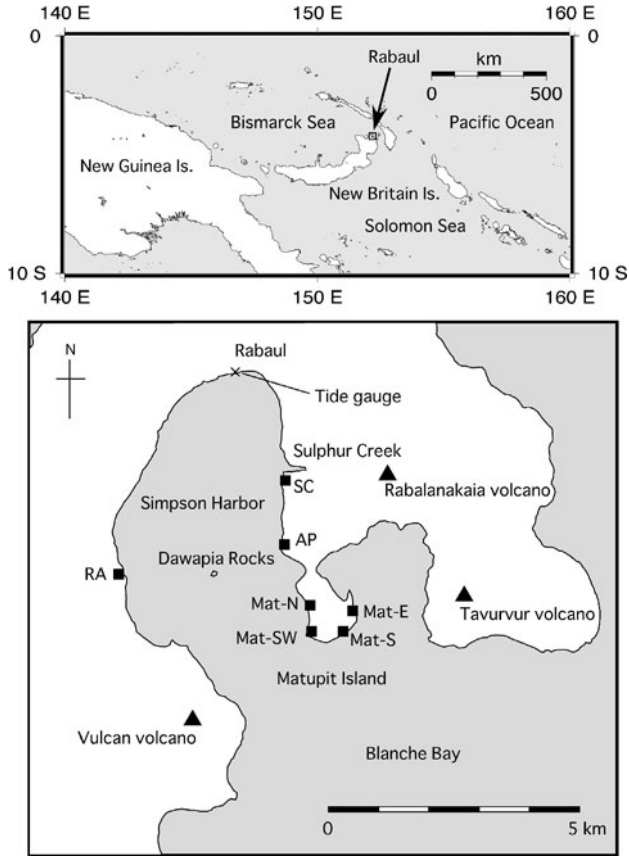 140 E
150 E
160 E
0
0
Rabaul
km
0
500
Bismarck Sea
Pacific Ocean
New Guinea Is.
New Britain Is.
Solomon Sea
10 S
10 S
140 E
150 E
160 E
N
Rabaul
Tide gauge
Sulphur Creek
SC
Rabalanakaia volcano
Simpson Harbor
AP
Dawapia Rocks
RA
Mat-N
Mat-E
Tavurvur volcano
Mat-SW
Mat-S
Matupit Island
Vulcan volcano
Blanche Bay
0
5 km